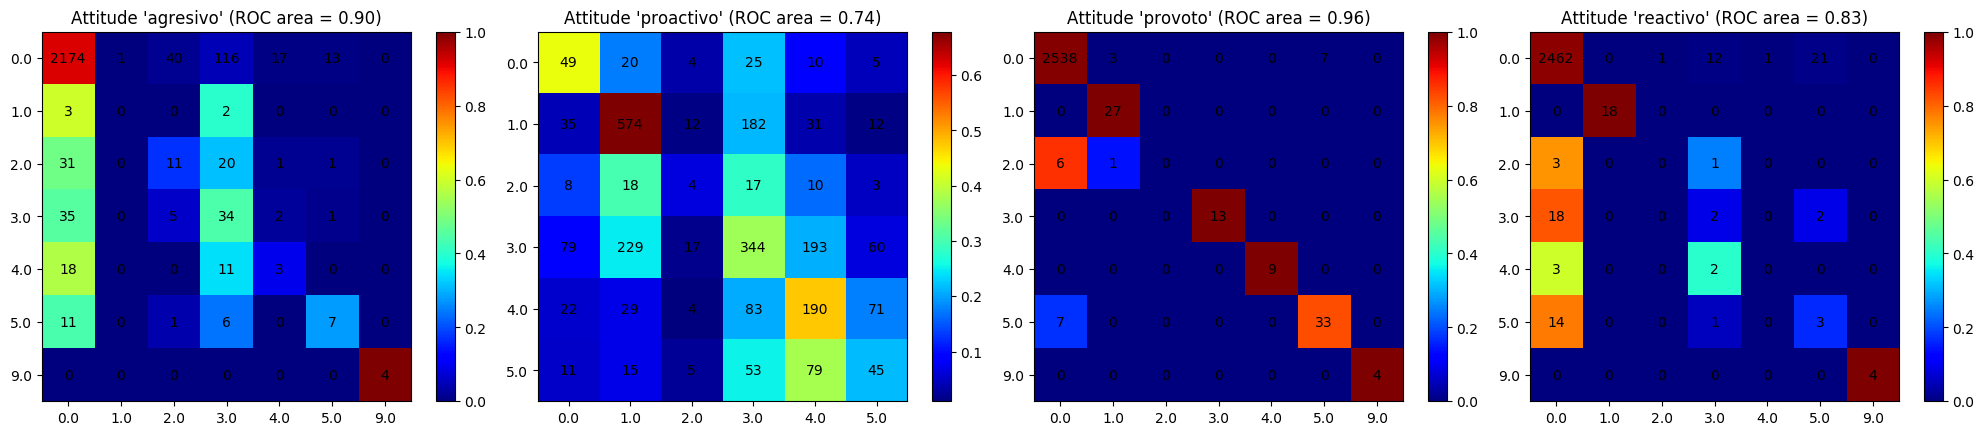 Attitude 'agresivo' (ROC area = 0.90)
0.0 2174 1 40 116 17 13 0
1.0 3 0 0 2 0 0 0
2.0 31 0 11 20 1 1 0
3.0 35 0 5 34 2 1 0
4.0 18 0 0 11 3 0 0
5.0 11 0 1 6 0 7 0
9.0 0 0 0 0 0 0 4
0.0 1.0 2.0 3.0 4.0 5.0 9.0
1.0
0.8
0.6
0.4
0.2
0.0
Attitude 'proactivo' (ROC area = 0.74)
0.0 49 20 4 25 10 5
1.0 35 574 12 182 31 12
2.0 8 18 4 17 10 3
3.0 79 229 17 344 193 60
4.0 22 29 4 83 190 71
5.0 11 15 5 53 79 45
0.0 1.0 2.0 3.0 4.0 5.0
0.6
0.5
0.4
0.3
0.2
0.1
Attitude 'provoto' (ROC area = 0.96)
0.0 2538 3 0 0 0 7 0
1.0 0 27 0 0 0 0 0
2.0 6 1 0 0 0 0 0
3.0 0 0 0 13 0 0 0
4.0 0 0 0 0 9 0 0
5.0 7 0 0 0 0 33 0
9.0 0 0 0 0 0 0 4
0.0 1.0 2.0 3.0 4.0 5.0 9.0
1.0
0.8
0.6
0.4
0.2
0.0
Attitude 'reactivo' (ROC area = 0.83)
0.0 2462 0 1 12 1 21 0
1.0 0 18 0 0 0 0 0
2.0 3 0 0 1 0 0 0
3.0 18 0 0 2 0 2 0
4.0 3 0 0 2 0 0 0
5.0 14 0 0 1 0 3 0
9.0 0 0 0 0 0 0 4
0.0 1.0 2.0 3.0 4.0 5.0 9.0
1.0
0.8
0.6
0.4
0.2
0.0